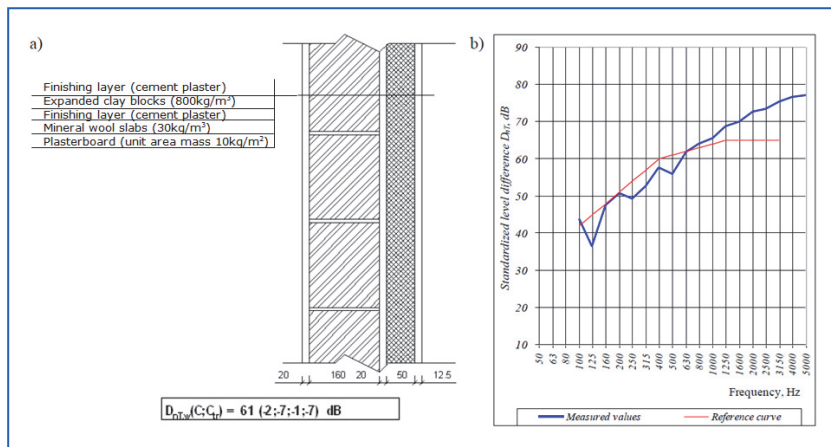 a)
Finishing layer (cement plaster)
Expanded clay blocks (800kg/m³)
Finishing layer (cement plaster)
Mineral wool slabs (30kg/m³)
Plasterboard (unit area mass 10kg/m²)
20 160 20 50 12.5
DnT,w(C;Ctr) = 61 (-2;-7;-1;-7) dB
b)
Standardized level difference DnT, dB
90
80
70
60
50
40
30
20
10
50 63 80 100 125 160 200 250 315 400 500 630 800 1000 1250 1600 2000 2500 3150 4000 5000
Frequency, Hz
Measured values Reference curve